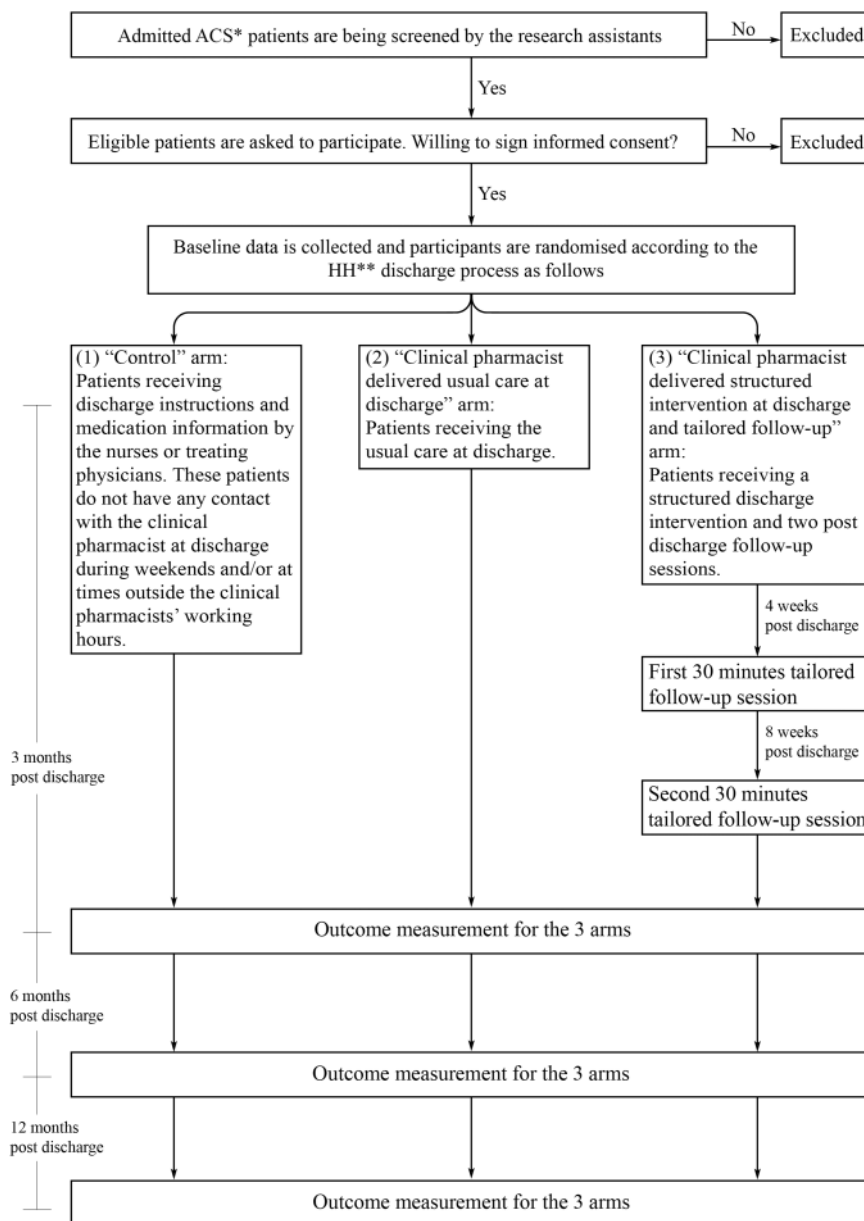 Admitted ACS* patients are being screened by the research assistants
No
Excluded
Yes
Eligible patients are asked to participate. Willing to sign informed consent?
No
Excluded
Yes
Baseline data is collected and participants are randomised according to the
HH** discharge process as follows
(1) “Control” arm:
Patients receiving
discharge instructions and
medication information by
the nurses or treating
physicians. These patients
do not have any contact
with the clinical
pharmacist at discharge
during weekends and/or at
times outside the clinical
pharmacists’ working
hours.
(2) “Clinical pharmacist
delivered usual care at
discharge” arm:
Patients receiving the
usual care at discharge.
(3) “Clinical pharmacist
delivered structured
intervention at discharge
and tailored follow-up”
arm:
Patients receiving a
structured discharge
intervention and two post
discharge follow-up
sessions.
4 weeks
post discharge
First 30 minutes tailored
follow-up session
8 weeks
post discharge
Second 30 minutes
tailored follow-up session
3 months
post discharge
Outcome measurement for the 3 arms
6 months
post discharge
Outcome measurement for the 3 arms
12 months
post discharge
Outcome measurement for the 3 arms